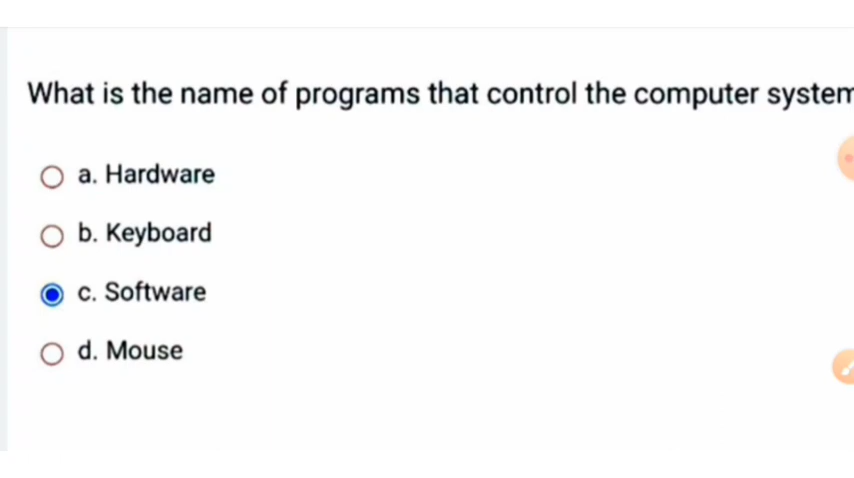 What is the name of programs that control the computer system
a. Hardware
b. Keyboard
c. Software
d. Mouse